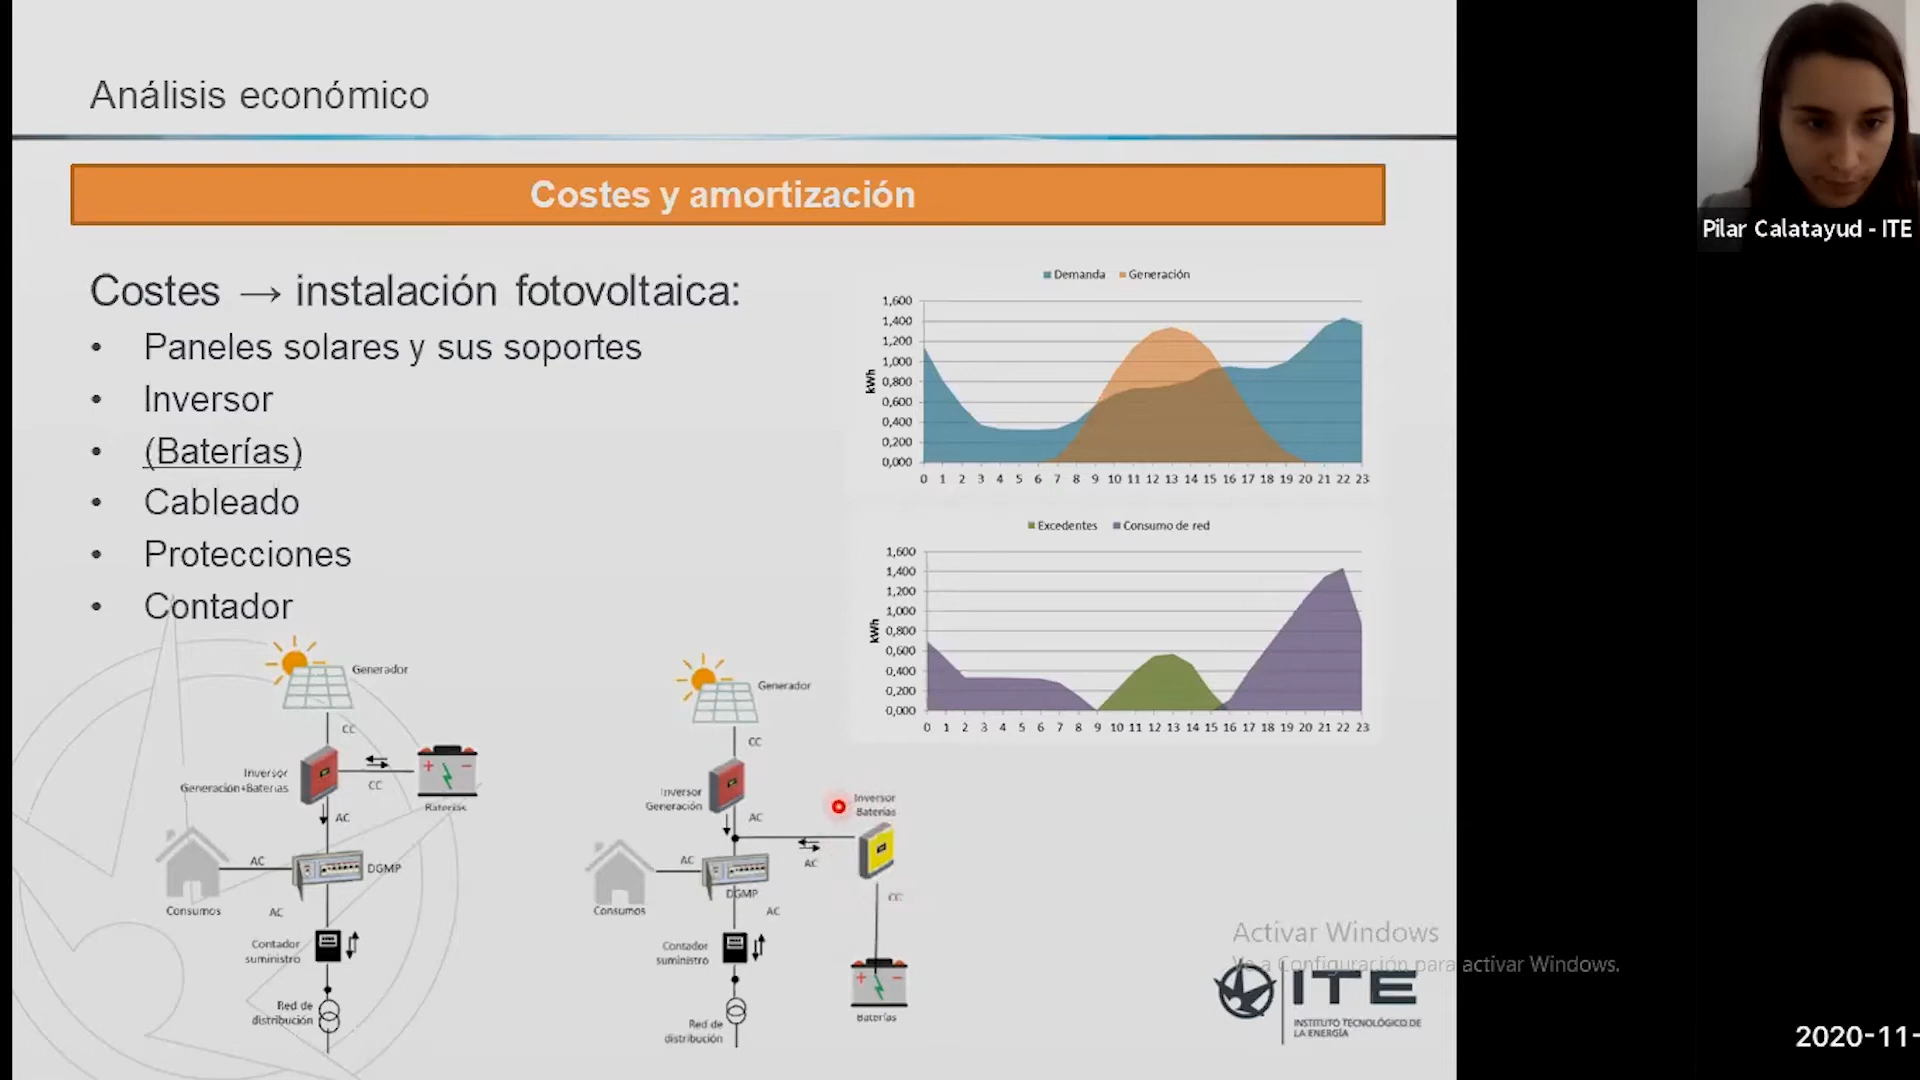 Análisis económico
Costes y amortización
Costes → instalación fotovoltaica:
• Paneles solares y sus soportes
• Inversor
• (Baterías)
• Cableado
• Protecciones
• Contador
Demanda Generación
1,600
1,400
1,200
1,000
0,800
0,600
0,400
0,200
0,000
kWh
0 1 2 3 4 5 6 7 8 9 10 11 12 13 14 15 16 17 18 19 20 21 22 23
Excedentes Consumo de red
1,600
1,400
1,200
1,000
0,800
0,600
0,400
0,200
0,000
kWh
0 1 2 3 4 5 6 7 8 9 10 11 12 13 14 15 16 17 18 19 20 21 22 23
Generador
CC
Inversor
Generación+Baterías
CC
Baterías
AC
AC
DGMP
Consumos
AC
Contador
suministro
Red de
distribución
Generador
CC
Inversor
Generación
AC
Inversor
Baterías
AC
AC
DGMP
Consumos
AC
CC
Contador
suministro
Baterías
Red de
distribución
Activar Windows
Ve a Configuración para activar Windows.
ITE
INSTITUTO TECNOLÓGICO DE
LA ENERGÍA
Pilar Calatayud - ITE
2020-11-